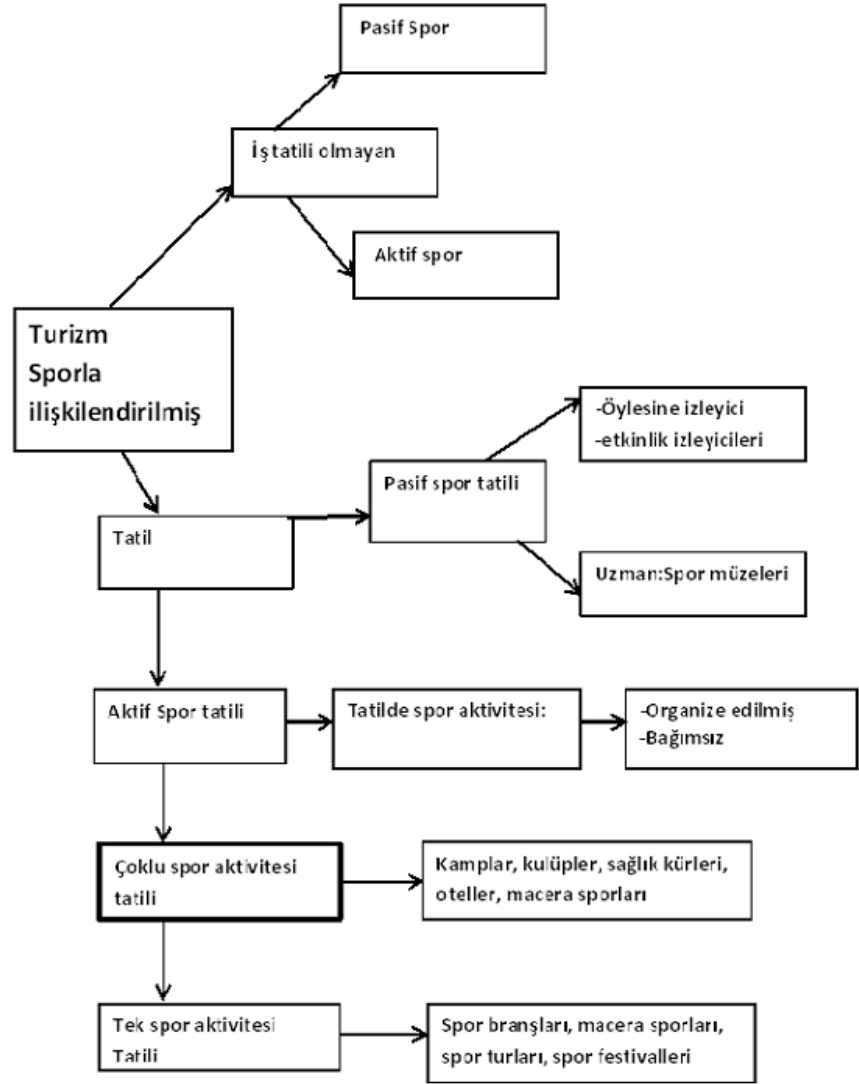 Pasif Spor
İş tatili olmayan
Aktif spor
Turizm
Sporla
ilişkilendirilmiş
-Öylesine izleyici
-etkinlik izleyicileri
Pasif spor tatili
Tatil
Uzman:Spor müzeleri
Aktif Spor tatili
Tatilde spor aktivitesi:
-Organize edilmiş
-Bağımsız
Çoklu spor aktivitesi
tatili
Kamplar, kulüpler, sağlık kürleri,
oteller, macera sporları
Tek spor aktivitesi
Tatili
Spor branşları, macera sporları,
spor turları, spor festivalleri